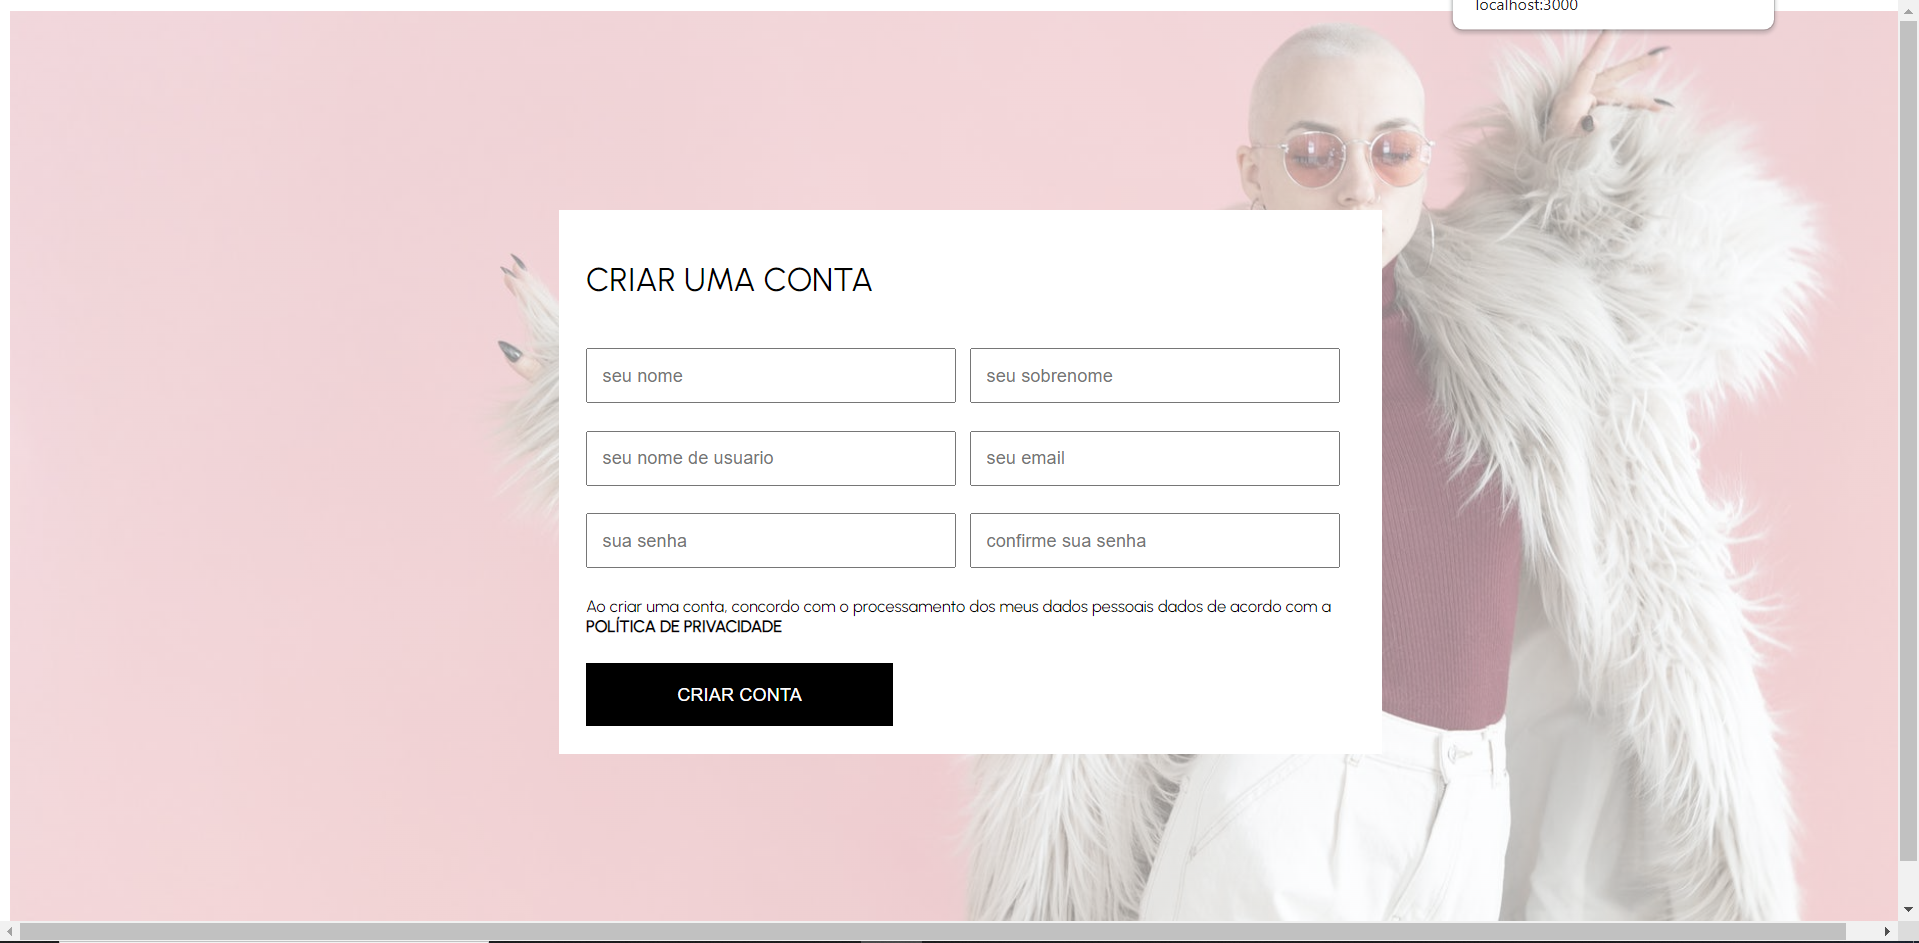 localhost:3000
CRIAR UMA CONTA
seu nome
seu sobrenome
seu nome de usuario
seu email
sua senha
confirme sua senha
Ao criar uma conta, concordo com o processamento dos meus dados pessoais dados de acordo com a
POLÍTICA DE PRIVACIDADE
CRIAR CONTA